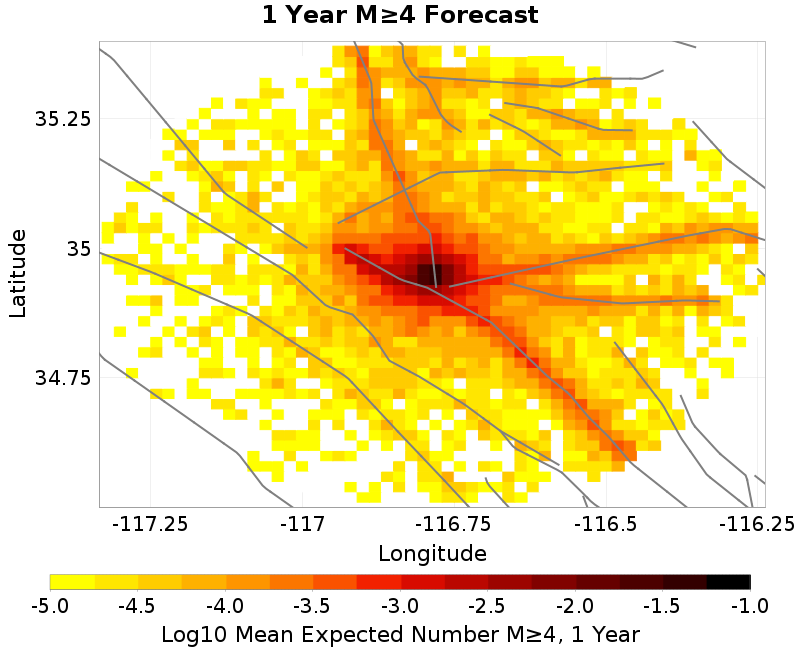 1 Year M≥4 Forecast
35.25
35
34.75
Latitude
-117.25 -117 -116.75 -116.5 -116.25
Longitude
-5.0 -4.5 -4.0 -3.5 -3.0 -2.5 -2.0 -1.5 -1.0
Log10 Mean Expected Number M≥4, 1 Year